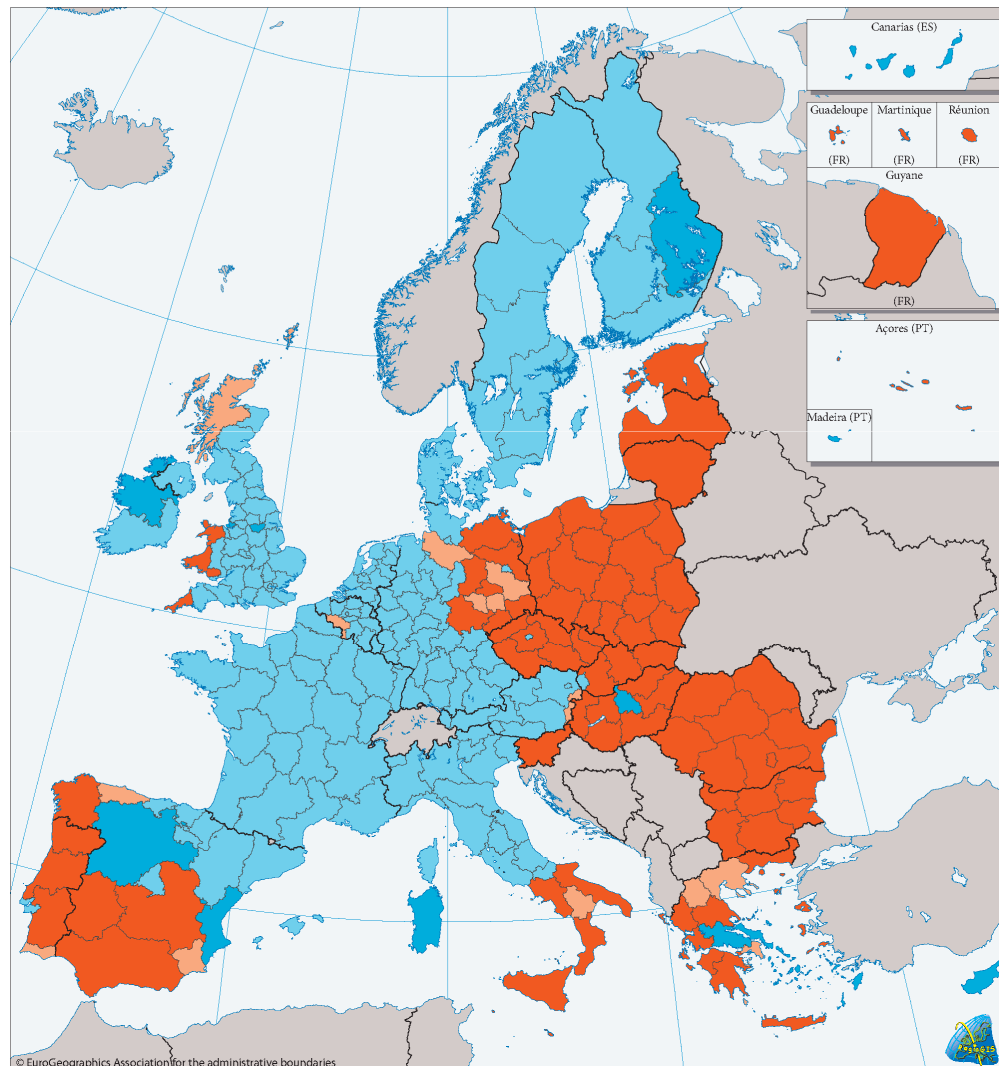 Canarias (ES)
Guadeloupe
Martinique
Réunion
(FR)
(FR)
(FR)
Guyane
(FR)
Açores (PT)
Madeira (PT)
© EuroGeographics Association for the administrative boundaries